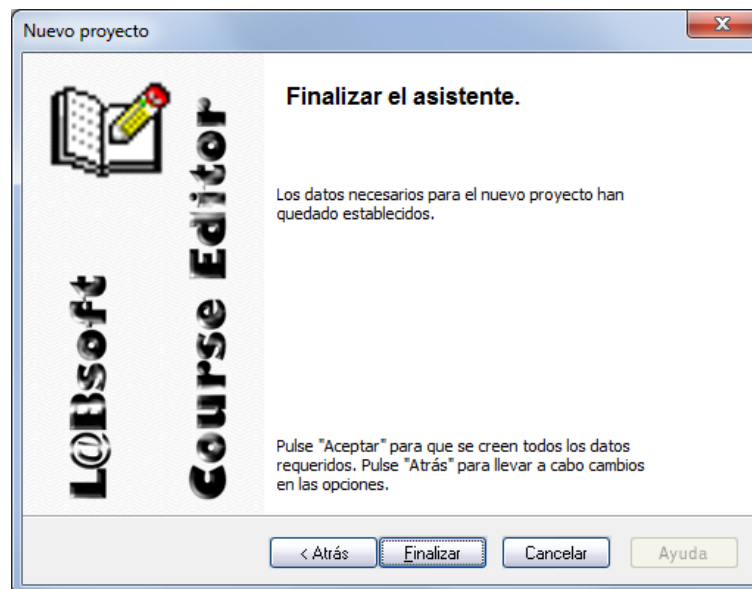 Nuevo proyecto
L@Bsoft
Course Editor
Finalizar el asistente.
Los datos necesarios para el nuevo proyecto han
quedado establecidos.
Pulse "Aceptar" para que se creen todos los datos
requeridos. Pulse "Atrás" para llevar a cabo cambios
en las opciones.
< Atrás
Finalizar
Cancelar
Ayuda